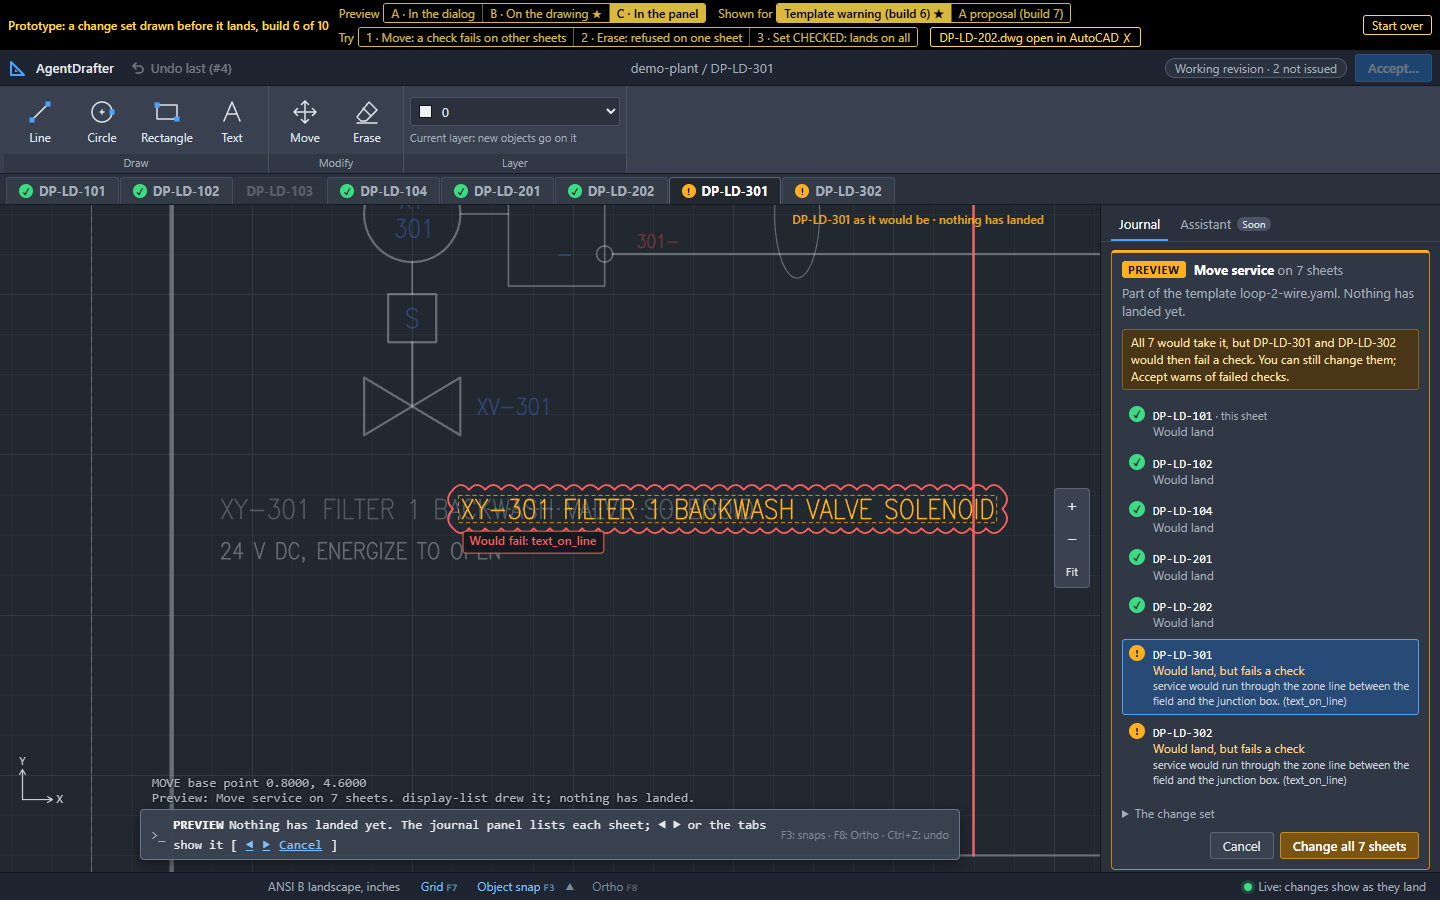 Prototype: a change set drawn before it lands, build 6 of 10
Preview A · In the dialog B · On the drawing ★ C · In the panel Shown for Template warning (build 6) ★ A proposal (build 7)
Try 1 · Move: a check fails on other sheets 2 · Erase: refused on one sheet 3 · Set CHECKED: lands on all DP-LD-202.dwg open in AutoCAD ✗
Start over
AgentDrafter Undo last (#4) demo-plant / DP-LD-301 Working revision · 2 not issued Accept...
Line Circle Rectangle Text Move Erase 0
Current layer: new objects go on it
Draw Modify Layer
DP-LD-101 DP-LD-102 DP-LD-103 DP-LD-104 DP-LD-201 DP-LD-202 DP-LD-301 DP-LD-302
DP-LD-301 as it would be · nothing has landed
301
301-
S
XV-301
XY-301 FILTER 1 BACKWASH VALVE SOLENOID
Would fail: text_on_line
24 V DC, ENERGIZE TO OPEN
+
−
Fit
Y
X
MOVE base point 0.8000, 4.6000
Preview: Move service on 7 sheets. display-list drew it; nothing has landed.
>_ PREVIEW Nothing has landed yet. The journal panel lists each sheet; ◄ ► or the tabs
show it [ ◄ ► Cancel ]
F3: snaps · F8: Ortho · Ctrl+Z: undo
Journal Assistant Soon
PREVIEW Move service on 7 sheets
Part of the template loop-2-wire.yaml. Nothing has
landed yet.
All 7 would take it, but DP-LD-301 and DP-LD-302
would then fail a check. You can still change them;
Accept warns of failed checks.
DP-LD-101 · this sheet
Would land
DP-LD-102
Would land
DP-LD-104
Would land
DP-LD-201
Would land
DP-LD-202
Would land
DP-LD-301
Would land, but fails a check
service would run through the zone line between the
field and the junction box. (text_on_line)
DP-LD-302
Would land, but fails a check
service would run through the zone line between the
field and the junction box. (text_on_line)
The change set
Cancel Change all 7 sheets
ANSI B landscape, inches Grid F7 Object snap F3 Ortho F8 Live: changes show as they land